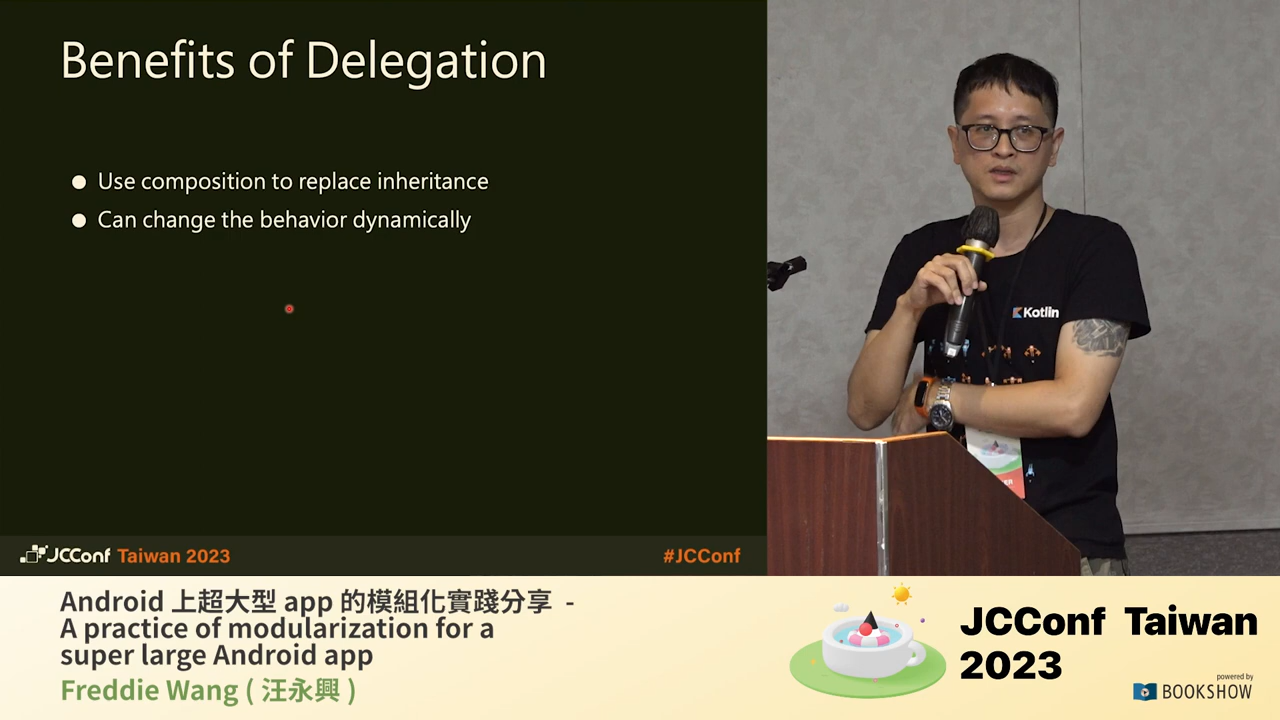 Benefits of Delegation
Use composition to replace inheritance
Can change the behavior dynamically
Kotlin
JCConf Taiwan 2023
#JCConf
Android 上超大型 app 的模組化實踐分享 -
A practice of modularization for a
super large Android app
Freddie Wang ( 汪永興 )
JCConf Taiwan
2023
powered by
BOOKSHOW